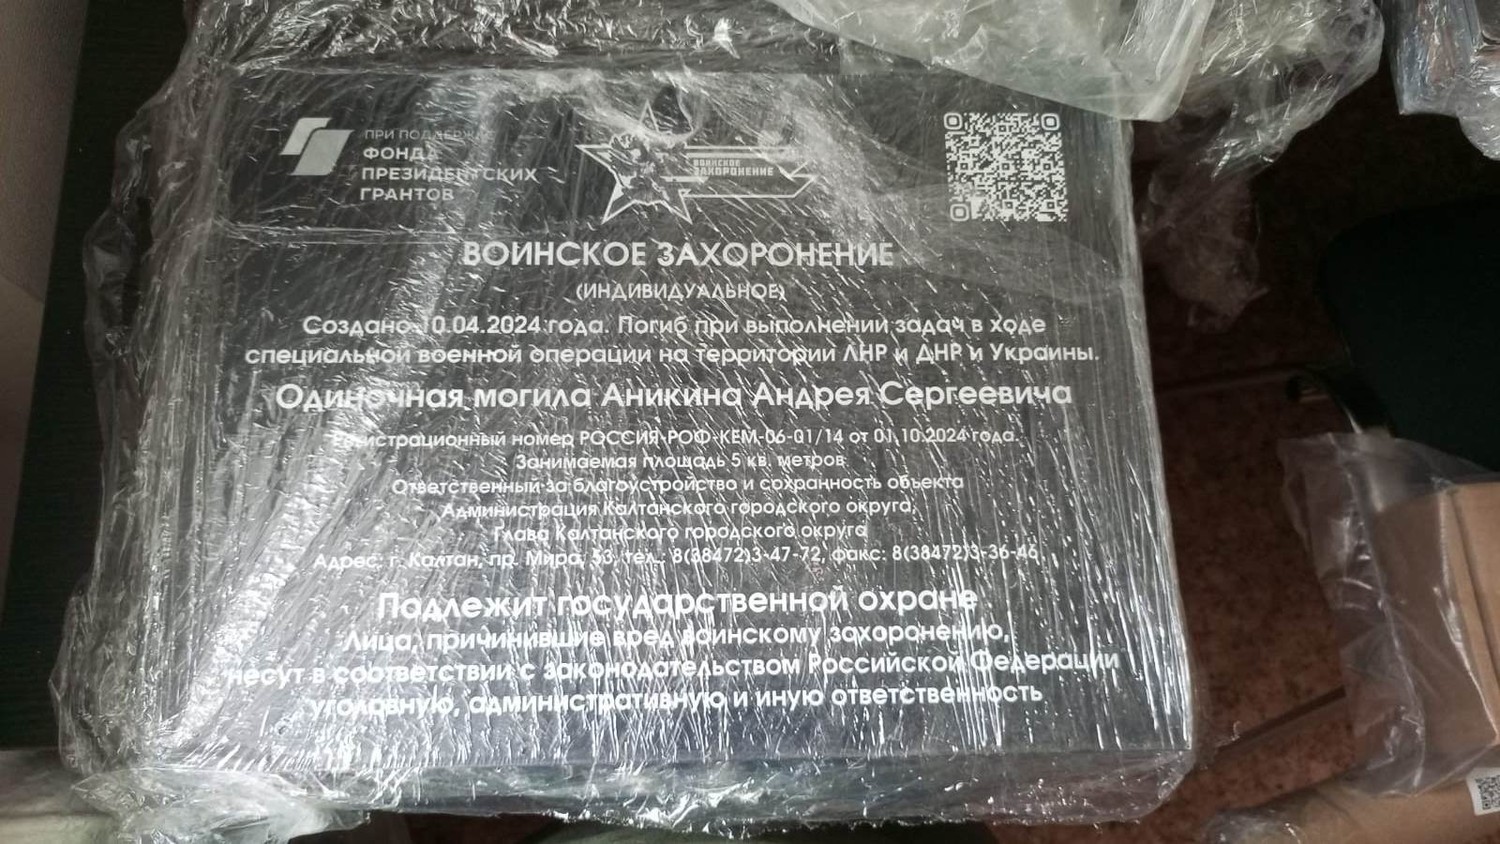 ПРИ ПОДДЕРЖКЕ
ФОНДА
ПРЕЗИДЕНТСКИХ
ГРАНТОВ
ВОИНСКОЕ
ЗАХОРОНЕНИЕ
ВОИНСКОЕ ЗАХОРОНЕНИЕ
(ИНДИВИДУАЛЬНОЕ)
Создано 10.04.2024 года. Погиб при выполнении задач в ходе
специальной военной операции на территории ЛНР и ДНР и Украины.
Одиночная могила Аникина Андрея Сергеевича
Регистрационный номер РОССИЯ-РОФ-КЕМ-06-01/14 от 01.10.2024 года.
Занимаемая площадь 5 кв. метров
Ответственный за благоустройство и сохранность объекта
Администрация Калтанского городского округа,
Глава Калтанского городского округа
Адрес: г. Калтан, пр. Мира, 53, тел.: 8(38472)3-47-72, факс: 8(38472)3-36-46
Подлежит государственной охране
Лица, причинившие вред воинскому захоронению,
несут в соответствии с законодательством Российской Федерации
уголовную, административную и иную ответственность